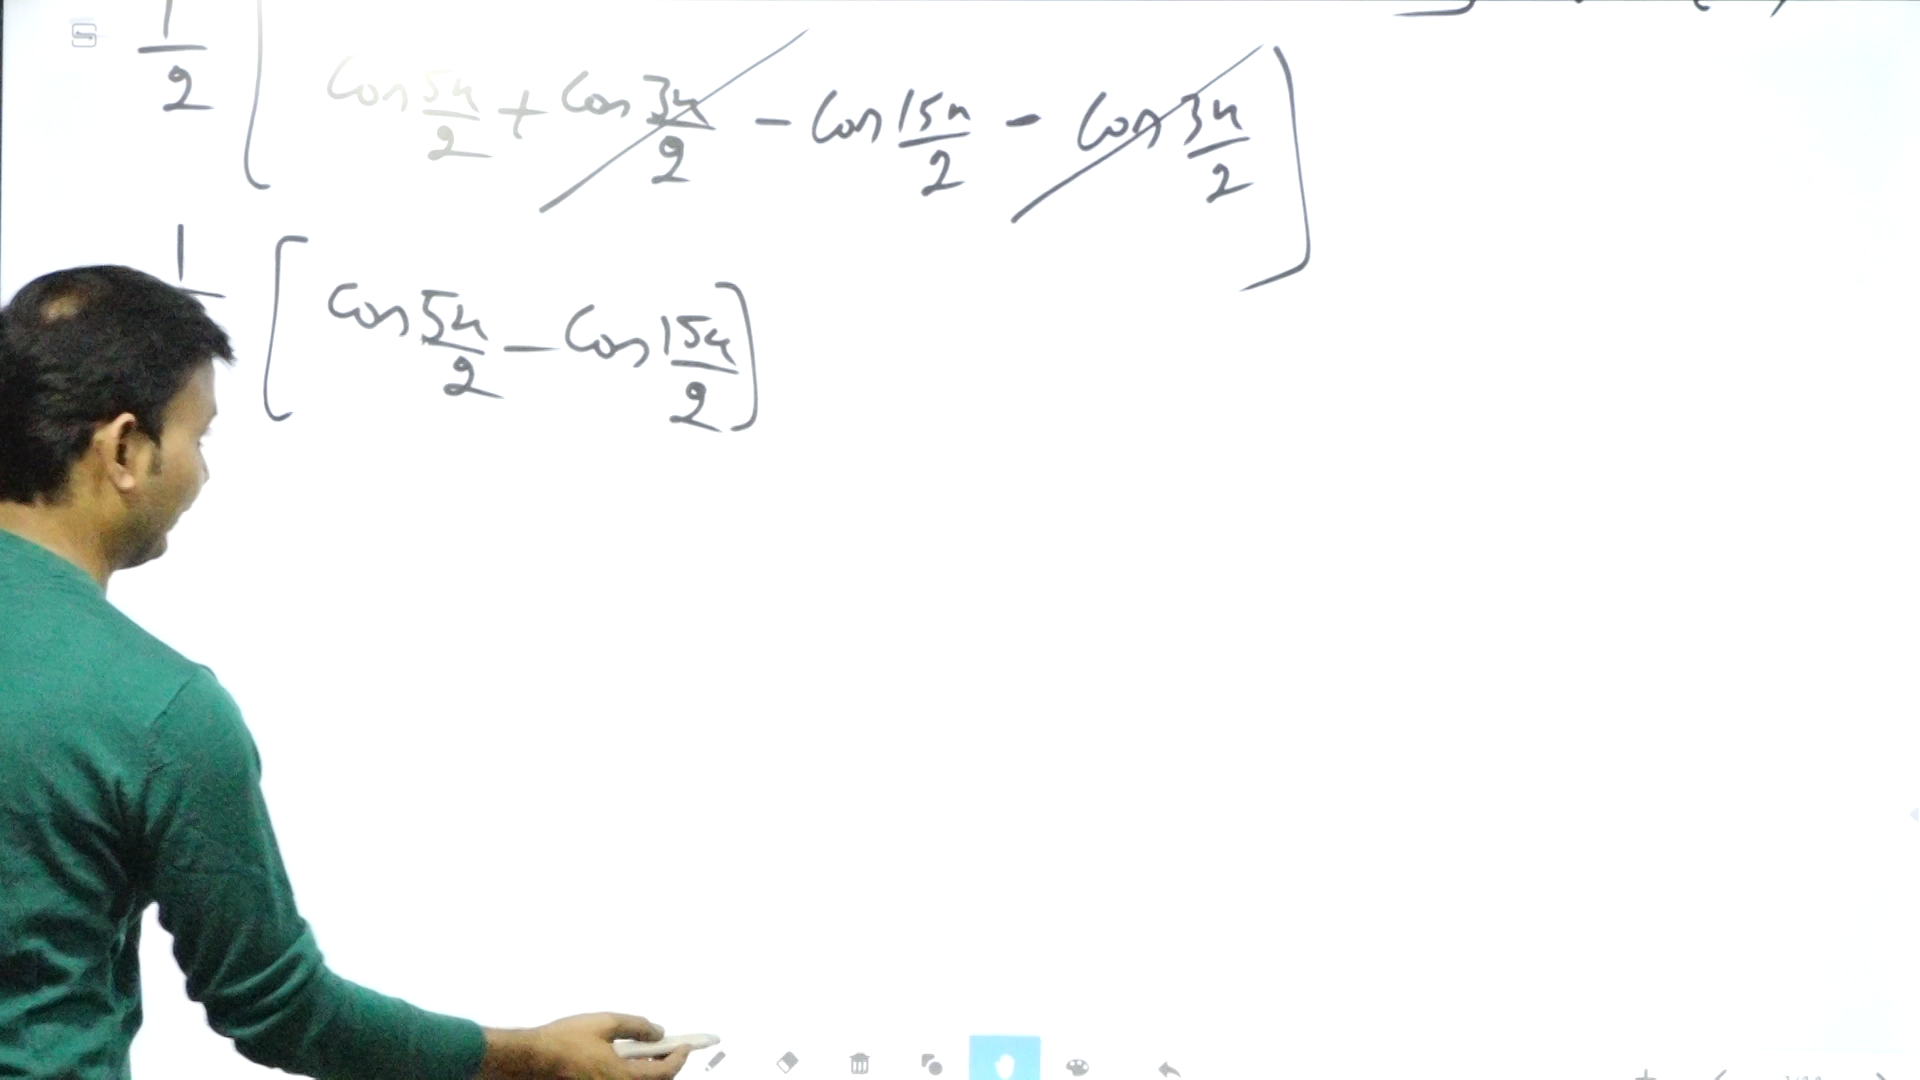 1/2 [ Cos 5x/2 + Cos 3x/2 - Cos 15x/2 - Cos 3x/2 ]
1 [ Cos 5x/2 - Cos 15x/2 ]